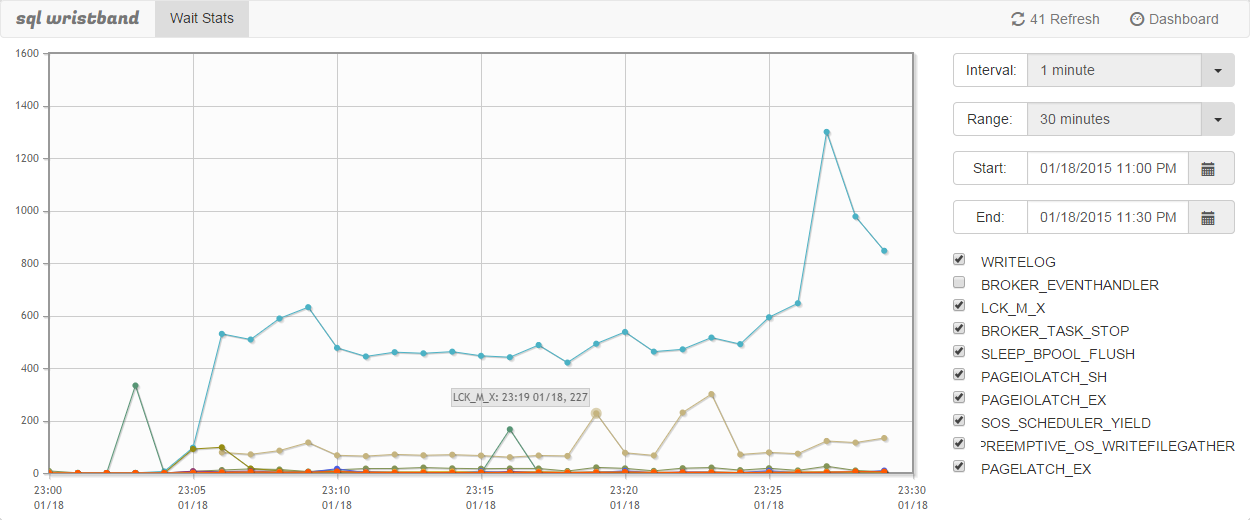 sql wristband Wait Stats 41 Refresh Dashboard
1600
1400
1200
1000
800
600
400
200
0
LCK_M_X: 23:19 01/18, 227
23:00 23:05 23:10 23:15 23:20 23:25 23:30
01/18 01/18 01/18 01/18 01/18 01/18 01/18
Interval: 1 minute
Range: 30 minutes
Start: 01/18/2015 11:00 PM
End: 01/18/2015 11:30 PM
WRITELOG
BROKER_EVENTHANDLER
LCK_M_X
BROKER_TASK_STOP
SLEEP_BPOOL_FLUSH
PAGEIOLATCH_SH
PAGEIOLATCH_EX
SOS_SCHEDULER_YIELD
PREEMPTIVE_OS_WRITEFILEGATHER
PAGELATCH_EX